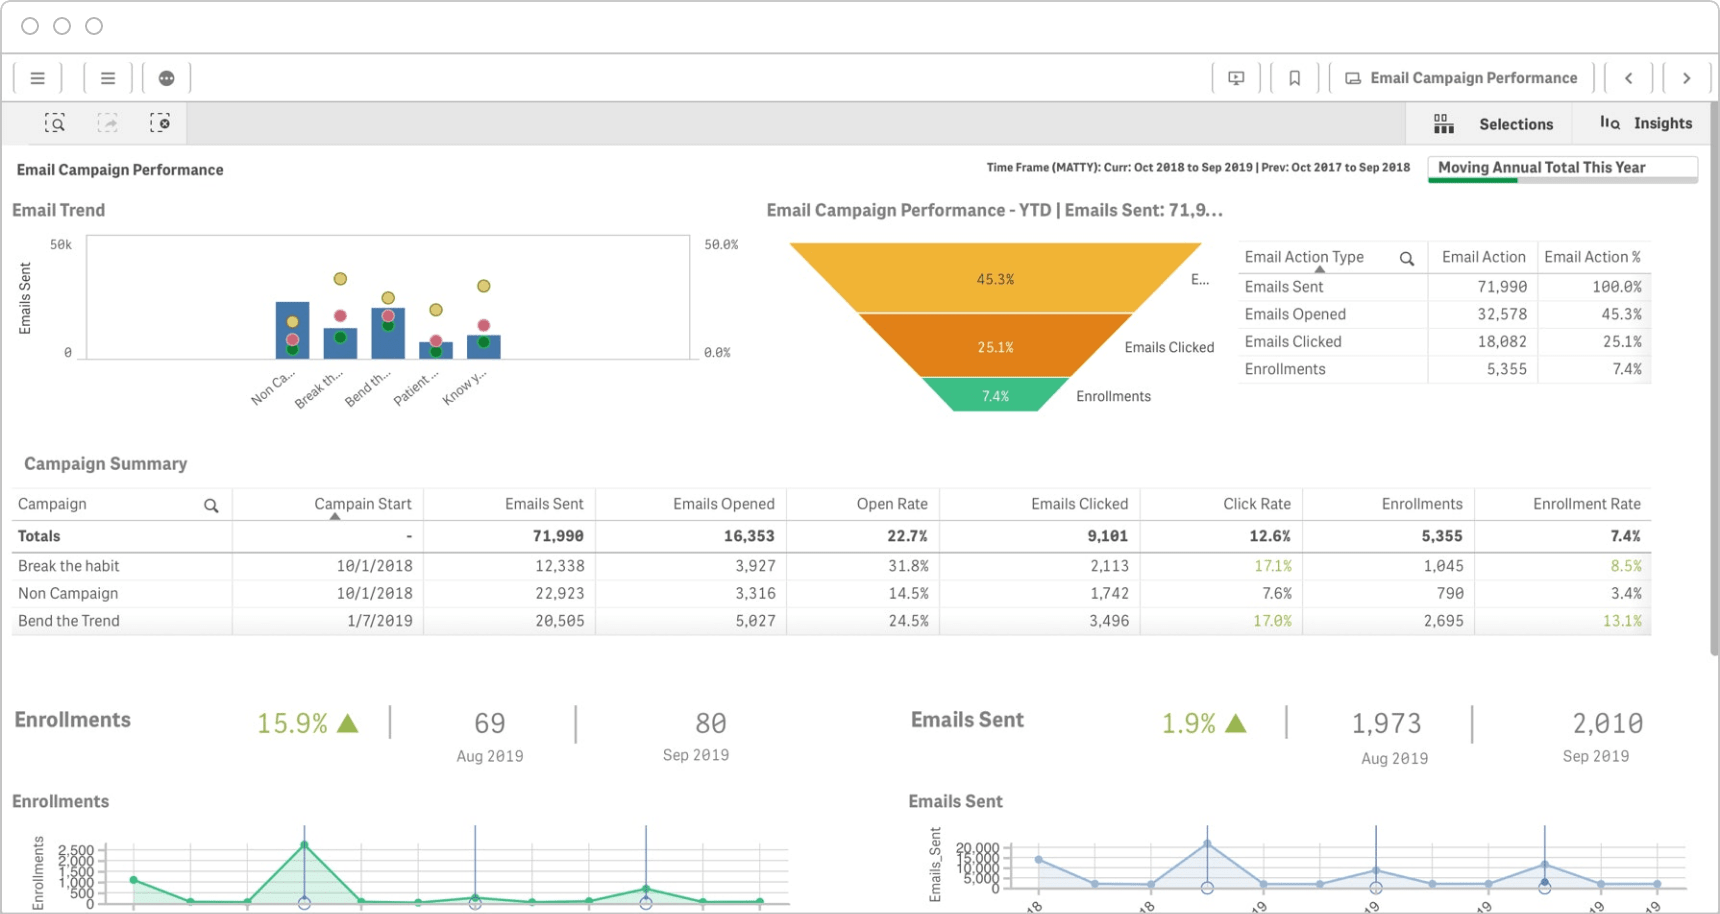 Email Campaign Performance
Selections
Insights
Email Campaign Performance
Time Frame (MATTY): Curr: Oct 2018 to Sep 2019 | Prev: Oct 2017 to Sep 2018
Moving Annual Total This Year
Email Trend
50k
50.0%
Emails Sent
0
0.0%
Non Ca...
Break th...
Bend th...
Patient ...
Know y...
Email Campaign Performance - YTD | Emails Sent: 71,9...
45.3%
E...
25.1%
Emails Clicked
7.4%
Enrollments
Email Action Type Email Action Email Action %
Emails Sent 71,990 100.0%
Emails Opened 32,578 45.3%
Emails Clicked 18,082 25.1%
Enrollments 5,355 7.4%
Campaign Summary
Campaign Campain Start Emails Sent Emails Opened Open Rate Emails Clicked Click Rate Enrollments Enrollment Rate
Totals - 71,990 16,353 22.7% 9,101 12.6% 5,355 7.4%
Break the habit 10/1/2018 12,338 3,927 31.8% 2,113 17.1% 1,045 8.5%
Non Campaign 10/1/2018 22,923 3,316 14.5% 1,742 7.6% 790 3.4%
Bend the Trend 1/7/2019 20,505 5,027 24.5% 3,496 17.0% 2,695 13.1%
Enrollments 15.9% 69 80
Aug 2019 Sep 2019
Emails Sent 1.9% 1,973 2,010
Aug 2019 Sep 2019
Enrollments
Enrollments
2,500
2,000
1,500
1,000
500
0
Emails Sent
Emails_Sent
20,000
15,000
10,000
5,000
0
18
18
19
19
19
19
19